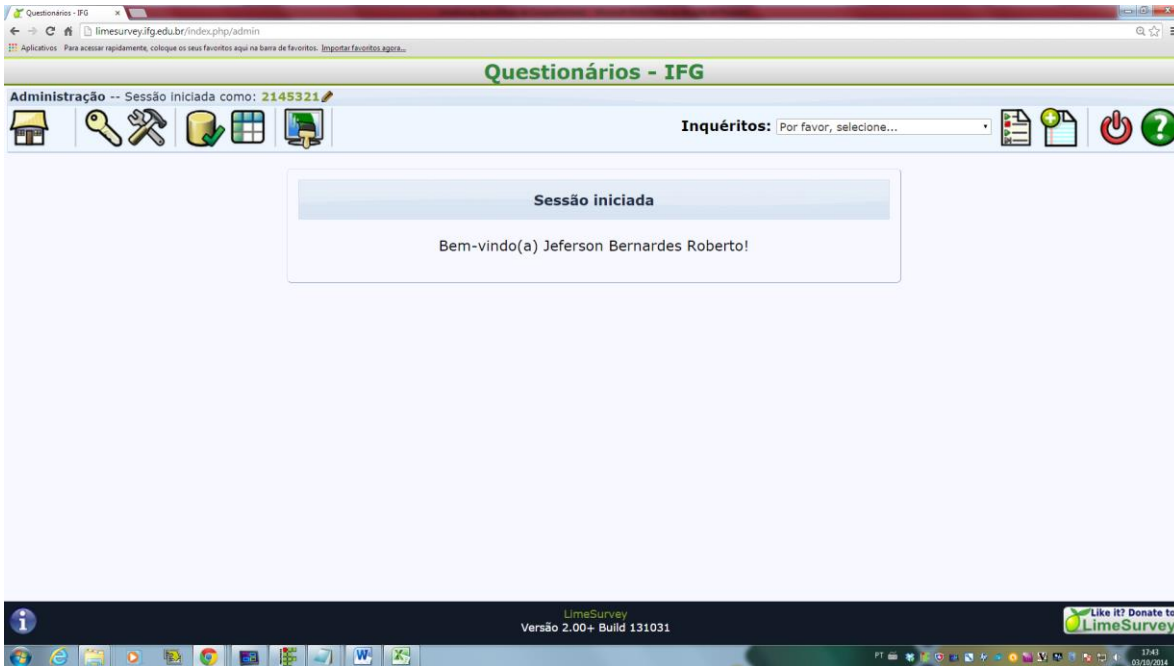 Questionários - IFG
limesurvey.ifg.edu.br/index.php/admin
Aplicativos Para acessar rapidamente, coloque os seus favoritos aqui na barra de favoritos. Importar favoritos agora...
Questionários - IFG
Administração -- Sessão iniciada como: 2145321
Inquéritos: Por favor, selecione...
Sessão iniciada
Bem-vindo(a) Jeferson Bernardes Roberto!
LimeSurvey
Versão 2.00+ Build 131031
Like it? Donate to
LimeSurvey
PT
17:43
03/10/2014